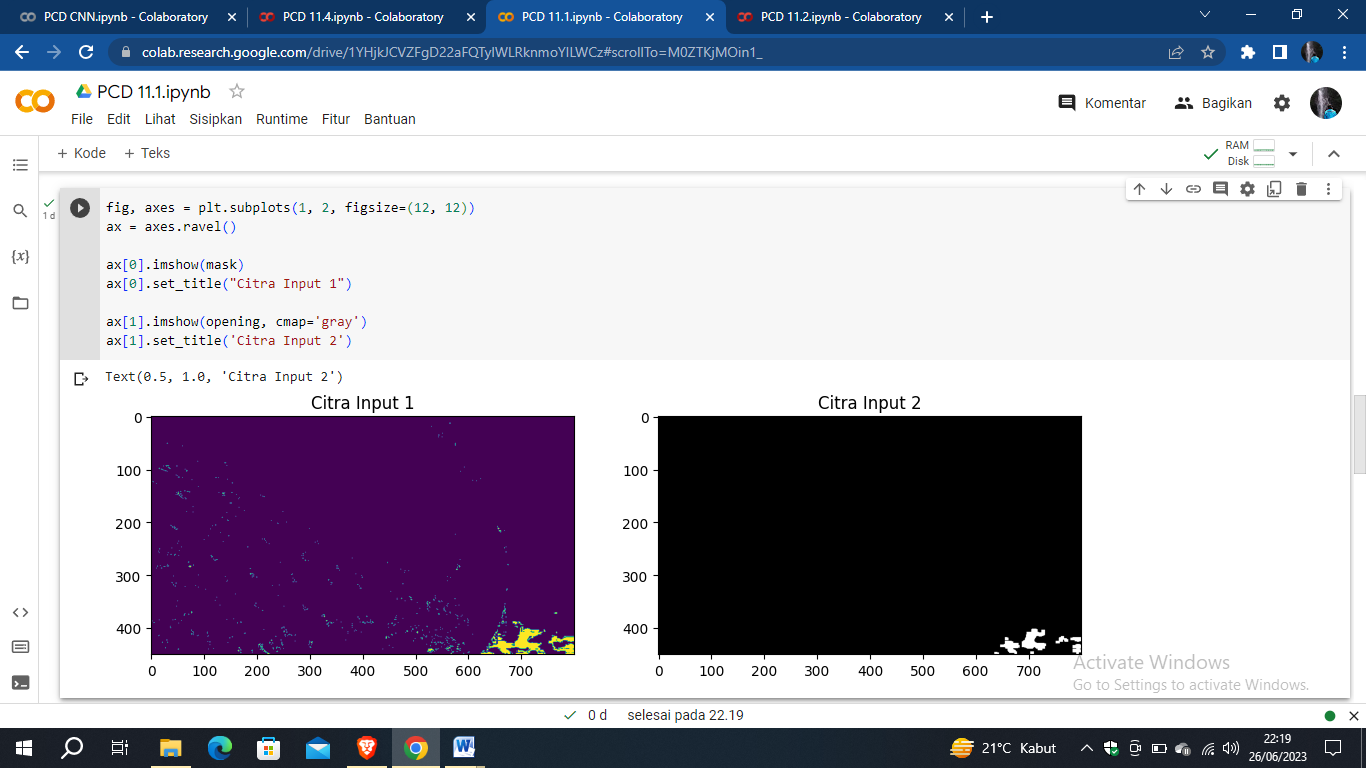 PCD CNN.ipynb - Colaboratory
PCD 11.4.ipynb - Colaboratory
PCD 11.1.ipynb - Colaboratory
PCD 11.2.ipynb - Colaboratory
colab.research.google.com/drive/1YHjkJCVZFgD22aFQTyIWLRknmoYILWCz#scrollTo=M0ZTKjMOin1_
PCD 11.1.ipynb
File Edit Lihat Sisipkan Runtime Fitur Bantuan
Komentar
Bagikan
+ Kode + Teks
RAM
Disk
{x}
1 d
fig, axes = plt.subplots(1, 2, figsize=(12, 12))
ax = axes.ravel()
ax[0].imshow(mask)
ax[0].set_title("Citra Input 1")
ax[1].imshow(opening, cmap='gray')
ax[1].set_title('Citra Input 2')
Text(0.5, 1.0, 'Citra Input 2')
Citra Input 1
0
100
200
300
400
0 100 200 300 400 500 600 700
Citra Input 2
0
100
200
300
400
0 100 200 300 400 500 600 700
Activate Windows
Go to Settings to activate Windows.
0 d selesai pada 22.19
21°C Kabut
22:19
26/06/2023